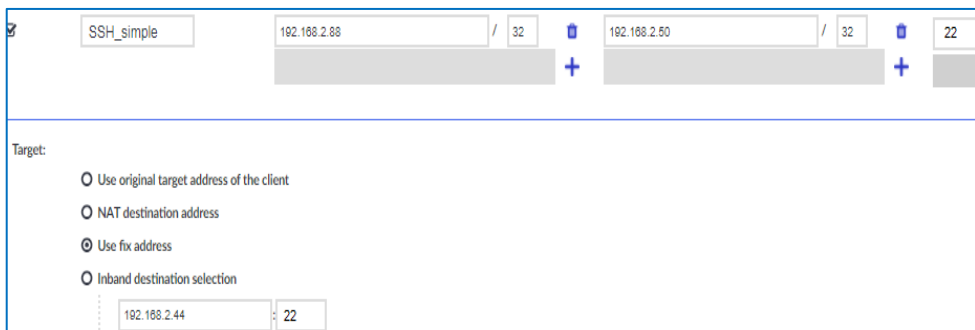 SSH_simple 192.168.2.88 / 32 192.168.2.50 / 32 22
Target:
Use original target address of the client
NAT destination address
Use fix address
Inband destination selection
192.168.2.44 : 22